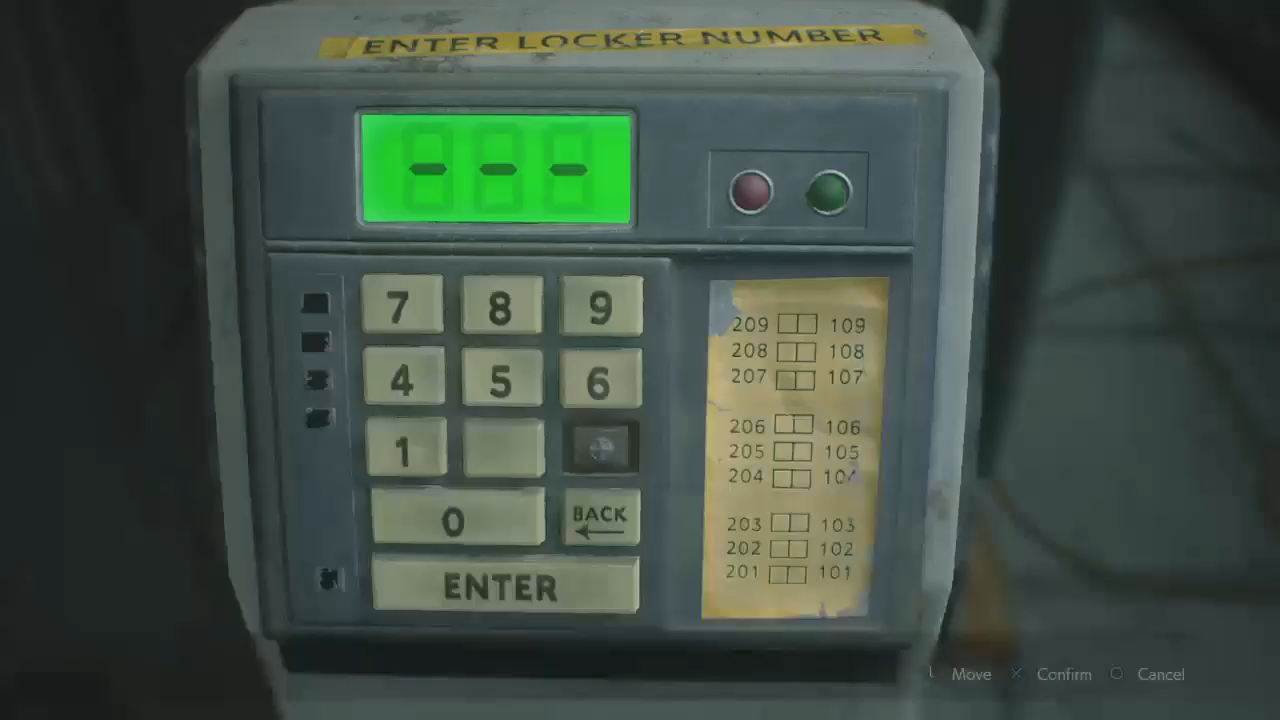 ENTER LOCKER NUMBER
- - -
7 8 9
4 5 6
1
0 BACK
ENTER
209 109
208 108
207 107
206 106
205 105
204 104
203 103
202 102
201 101
Move Confirm Cancel